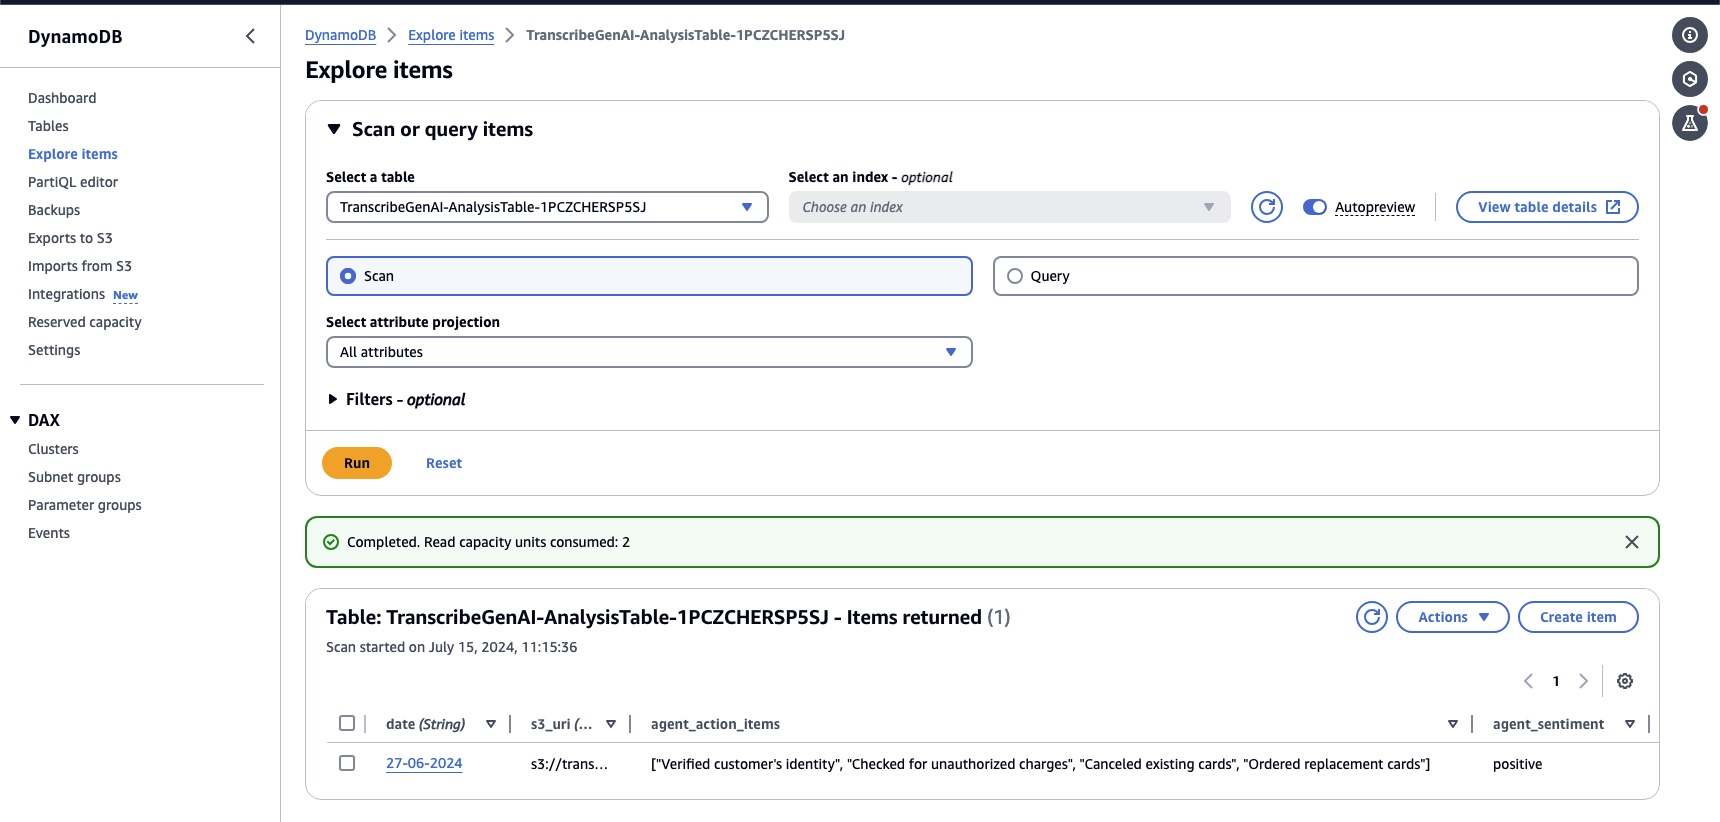 DynamoDB
Dashboard
Tables
Explore items
PartiQL editor
Backups
Exports to S3
Imports from S3
Integrations New
Reserved capacity
Settings
DAX
Clusters
Subnet groups
Parameter groups
Events
DynamoDB > Explore items > TranscribeGenAI-AnalysisTable-1PCZCHERSP5SJ
Explore items
Scan or query items
Select a table
TranscribeGenAI-AnalysisTable-1PCZCHERSP5SJ
Select an index - optional
Choose an index
Autopreview
View table details
Scan
Query
Select attribute projection
All attributes
Filters - optional
Run
Reset
Completed. Read capacity units consumed: 2
Table: TranscribeGenAI-AnalysisTable-1PCZCHERSP5SJ - Items returned (1)
Actions
Create item
Scan started on July 15, 2024, 11:15:36
1
date (String) s3_uri (... agent_action_items agent_sentiment
27-06-2024 s3://trans... ["Verified customer's identity", "Checked for unauthorized charges", "Canceled existing cards", "Ordered replacement cards"] positive